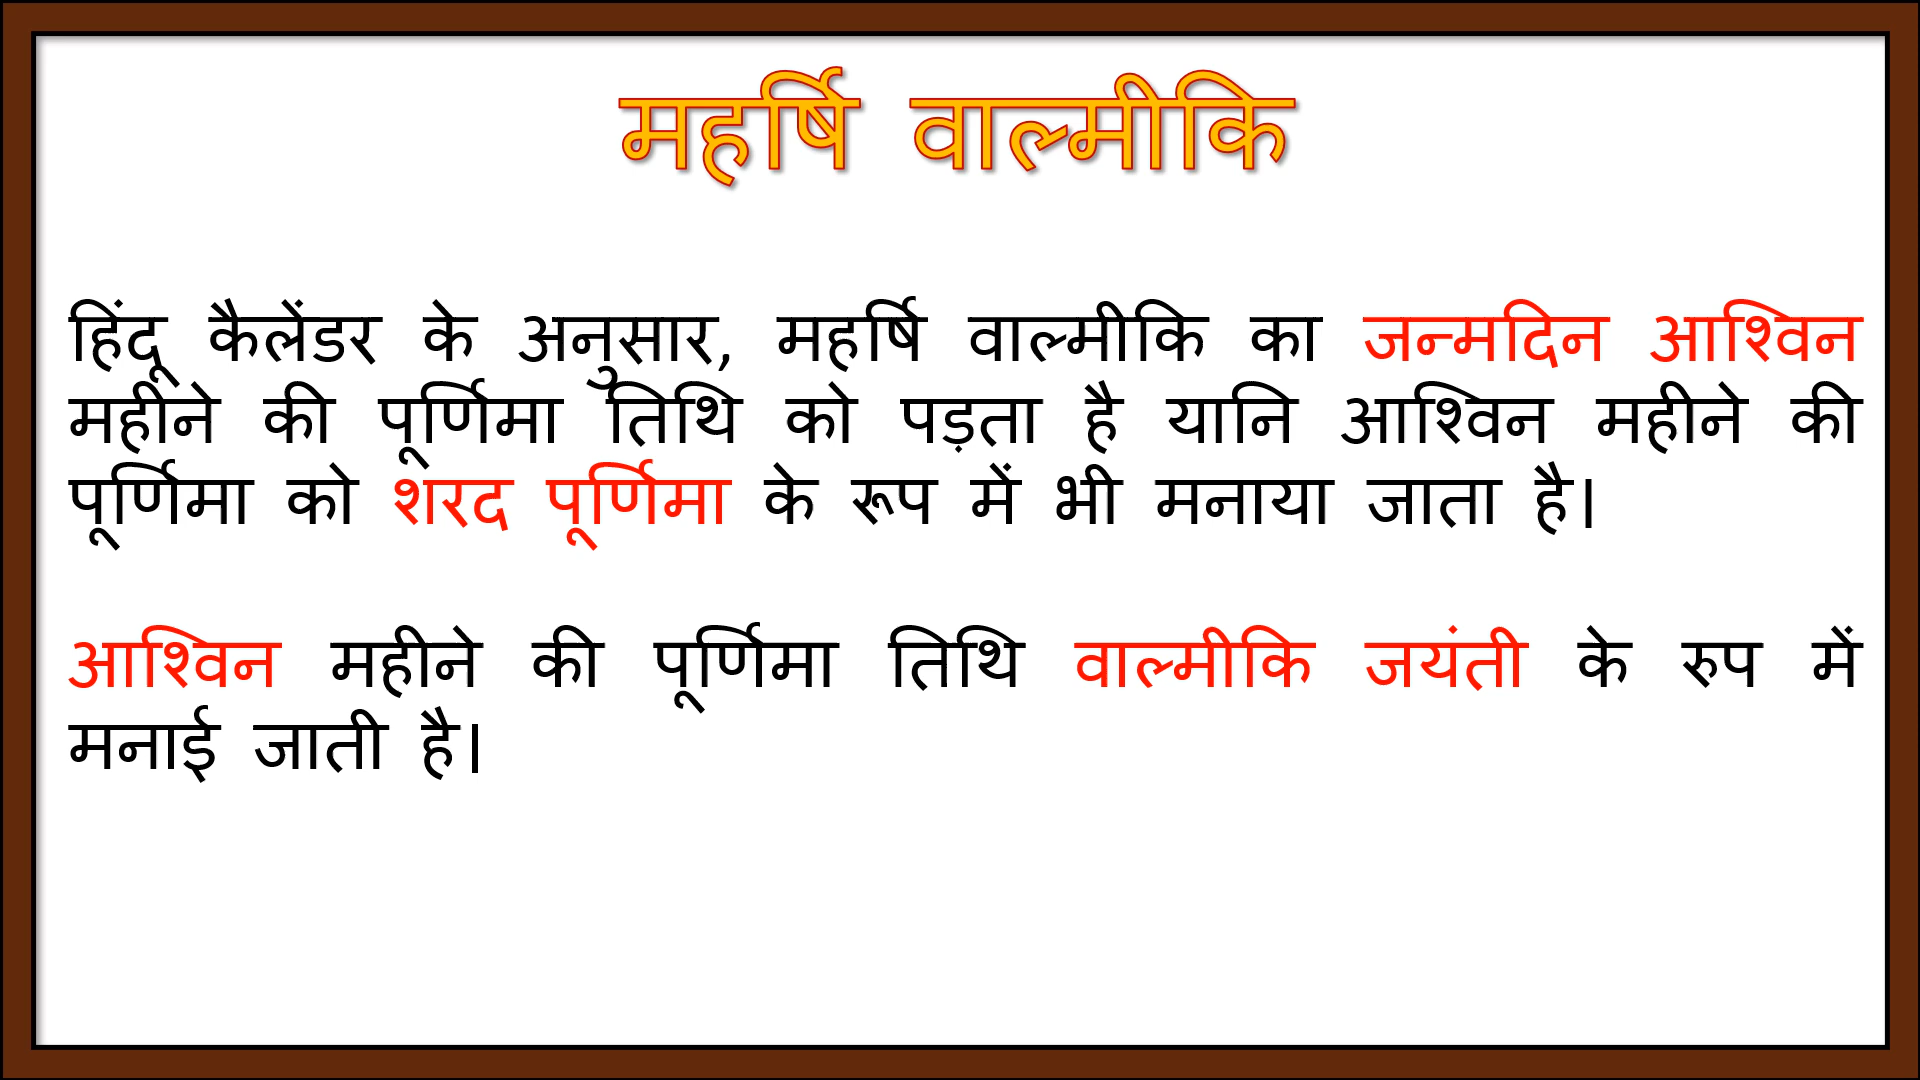 महर्षि वाल्मीकि
हिंदू कैलेंडर के अनुसार, महर्षि वाल्मीकि का जन्मदिन आश्विन
महीने की पूर्णिमा तिथि को पड़ता है यानि आश्विन महीने की
पूर्णिमा को शरद पूर्णिमा के रूप में भी मनाया जाता है।
आश्विन महीने की पूर्णिमा तिथि वाल्मीकि जयंती के रुप में
मनाई जाती है।